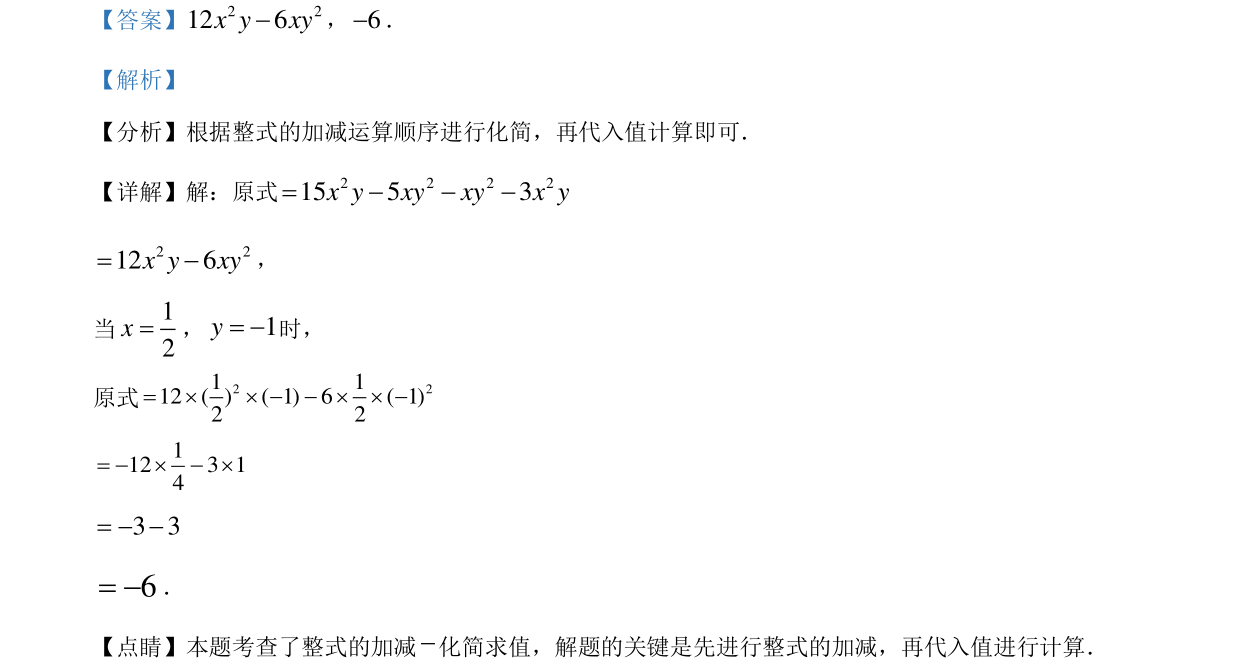 【答案】12x²y－6xy²，－6．
【解析】
【分析】根据整式的加减运算顺序进行化简，再代入值计算即可．
【详解】解：原式=15x²y－5xy²－xy²－3x²y
=12x²y－6xy²，
当 x=1/2，y=－1时，
原式=12×(1/2)²×(－1)－6×1/2×(－1)²
=－12×1/4－3×1
=－3－3
=－6．
【点睛】本题考查了整式的加减－化简求值，解题的关键是先进行整式的加减，再代入值进行计算．